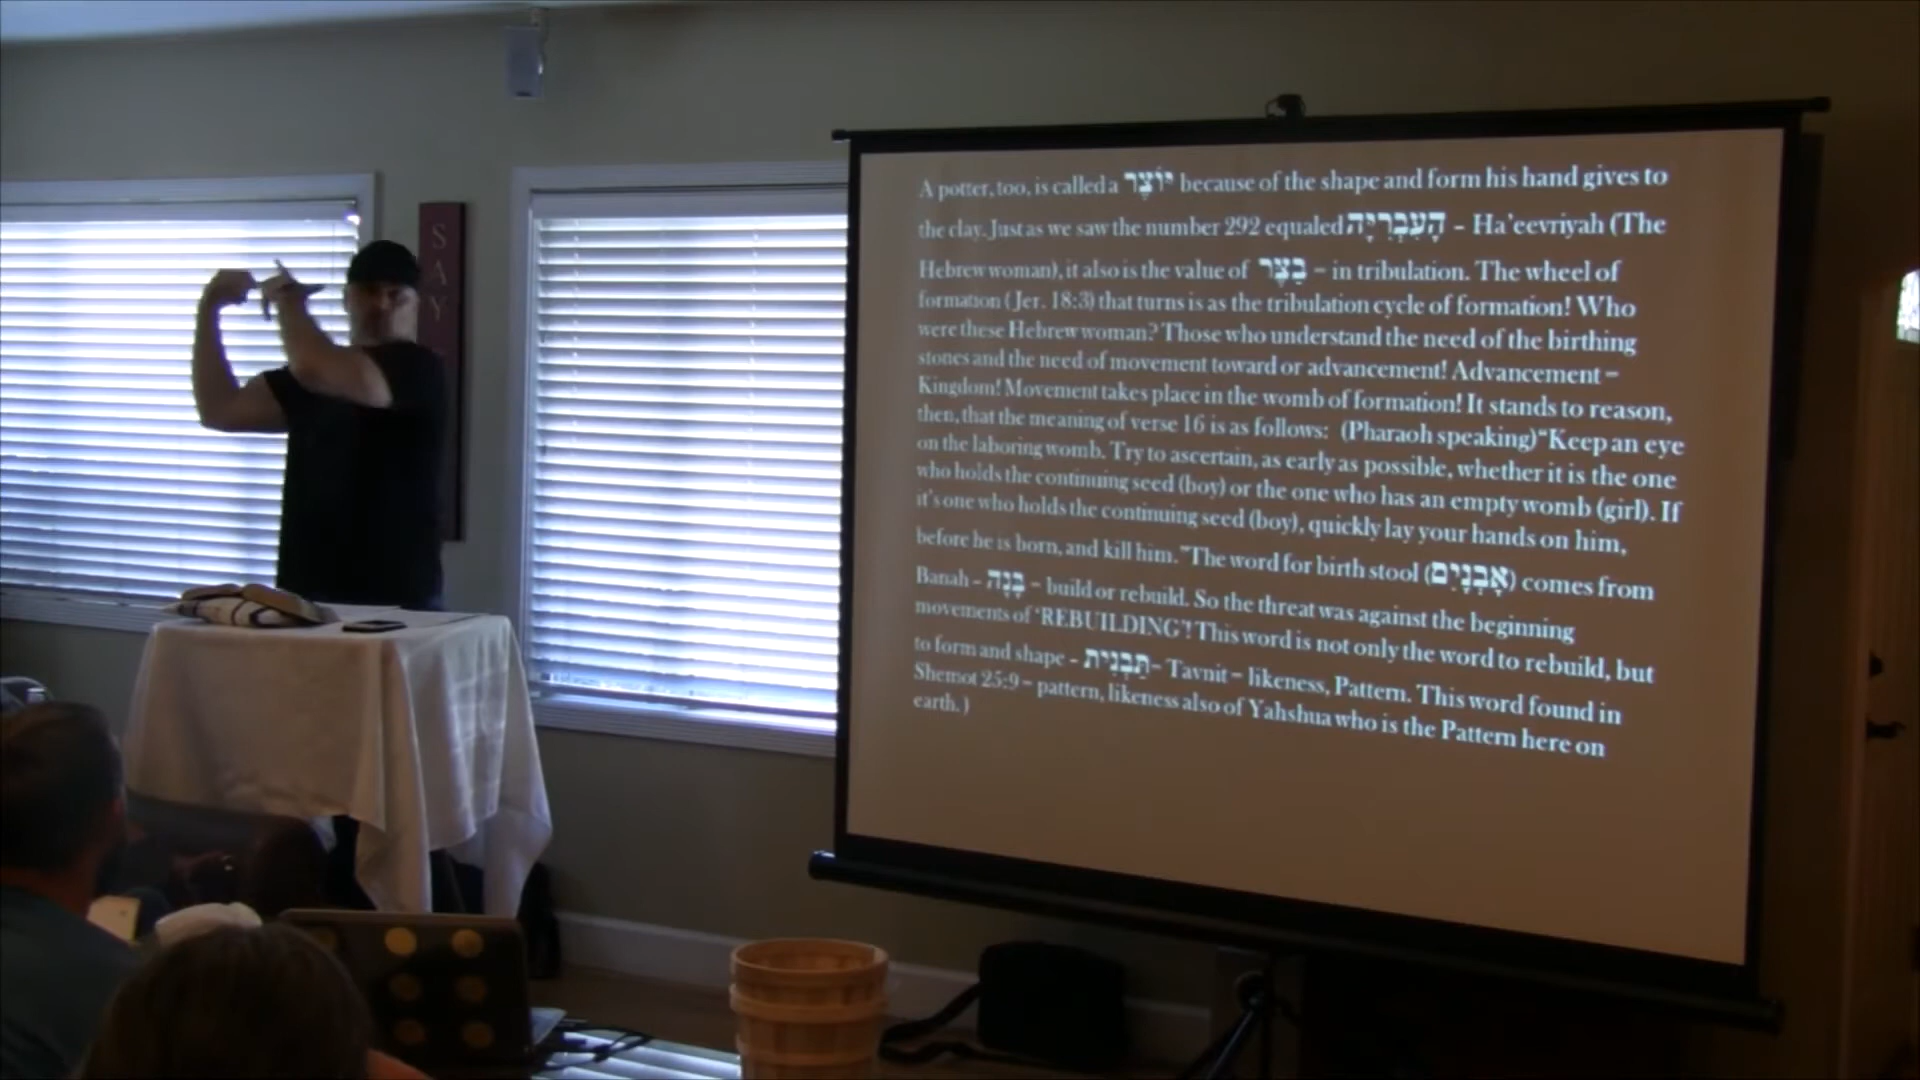 SAY
A potter, too, is called a יוֹצֵר because of the shape and form his hand gives to
the clay. Just as we saw the number 292 equaled הָעִבְרִיָּה - Ha'eevriyah (The
Hebrew woman), it also is the value of בַּצֵר - in tribulation. The wheel of
formation (Jer. 18:3) that turns is as the tribulation cycle of formation! Who
were these Hebrew woman? Those who understand the need of the birthing
stones and the need of movement toward or advancement! Advancement =
Kingdom! Movement takes place in the womb of formation! It stands to reason,
then, that the meaning of verse 16 is as follows: (Pharaoh speaking)"Keep an eye
on the laboring womb. Try to ascertain, as early as possible, whether it is the one
who holds the continuing seed (boy) or the one who has an empty womb (girl). If
it's one who holds the continuing seed (boy), quickly lay your hands on him,
before he is born, and kill him."The word for birth stool (אָבְנָיִם) comes from
Banah - בָּנָה - build or rebuild. So the threat was against the beginning
movements of 'REBUILDING'! This word is not only the word to rebuild, but
to form and shape - תַּבְנִית- Tavnit - likeness, Pattern. This word found in
Shemot 25:9 - pattern, likeness also of Yahshua who is the Pattern here on
earth.)